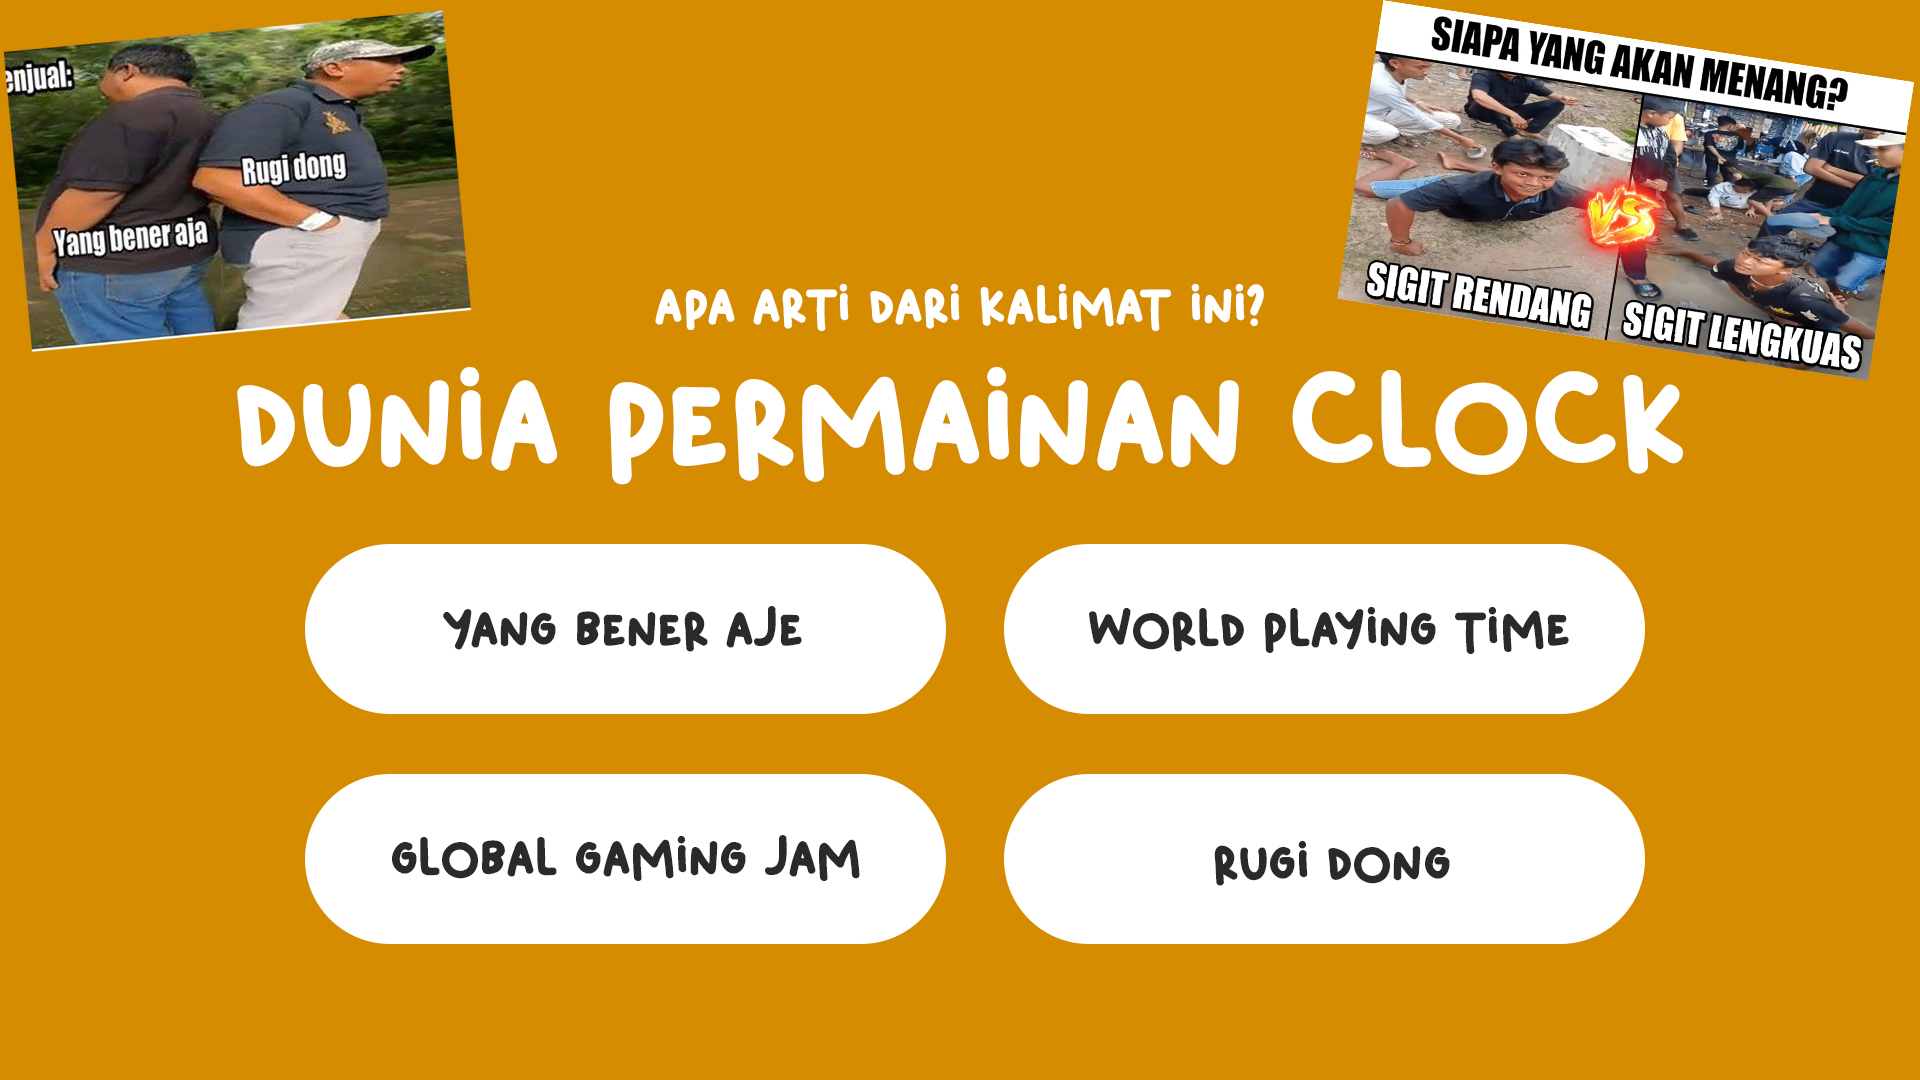 enjual:
Rugi dong
Yang bener aja
SIAPA YANG AKAN MENANG?
VS
SIGIT RENDANG
SIGIT LENGKUAS
APA ARTI DARI KALIMAT INI?
DUNIA PERMAINAN CLOCK
YANG BENER AJE
WORLD PLAYING TIME
GLOBAL GAMING JAM
RUGI DONG